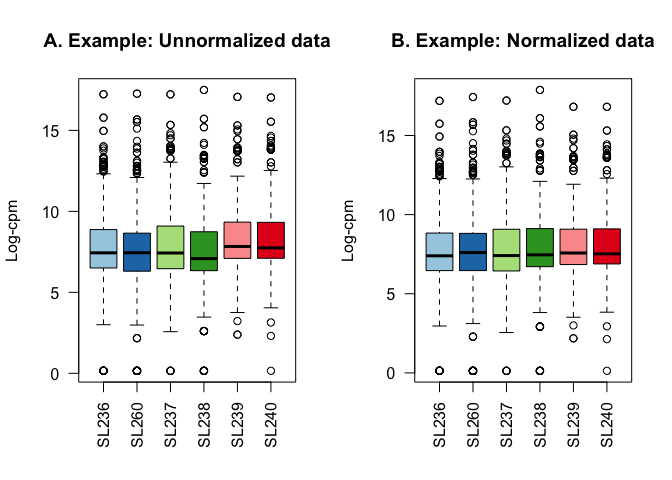 A. Example: Unnormalized data
Log-cpm
15
10
5
0
SL236
SL260
SL237
SL238
SL239
SL240
B. Example: Normalized data
Log-cpm
15
10
5
0
SL236
SL260
SL237
SL238
SL239
SL240